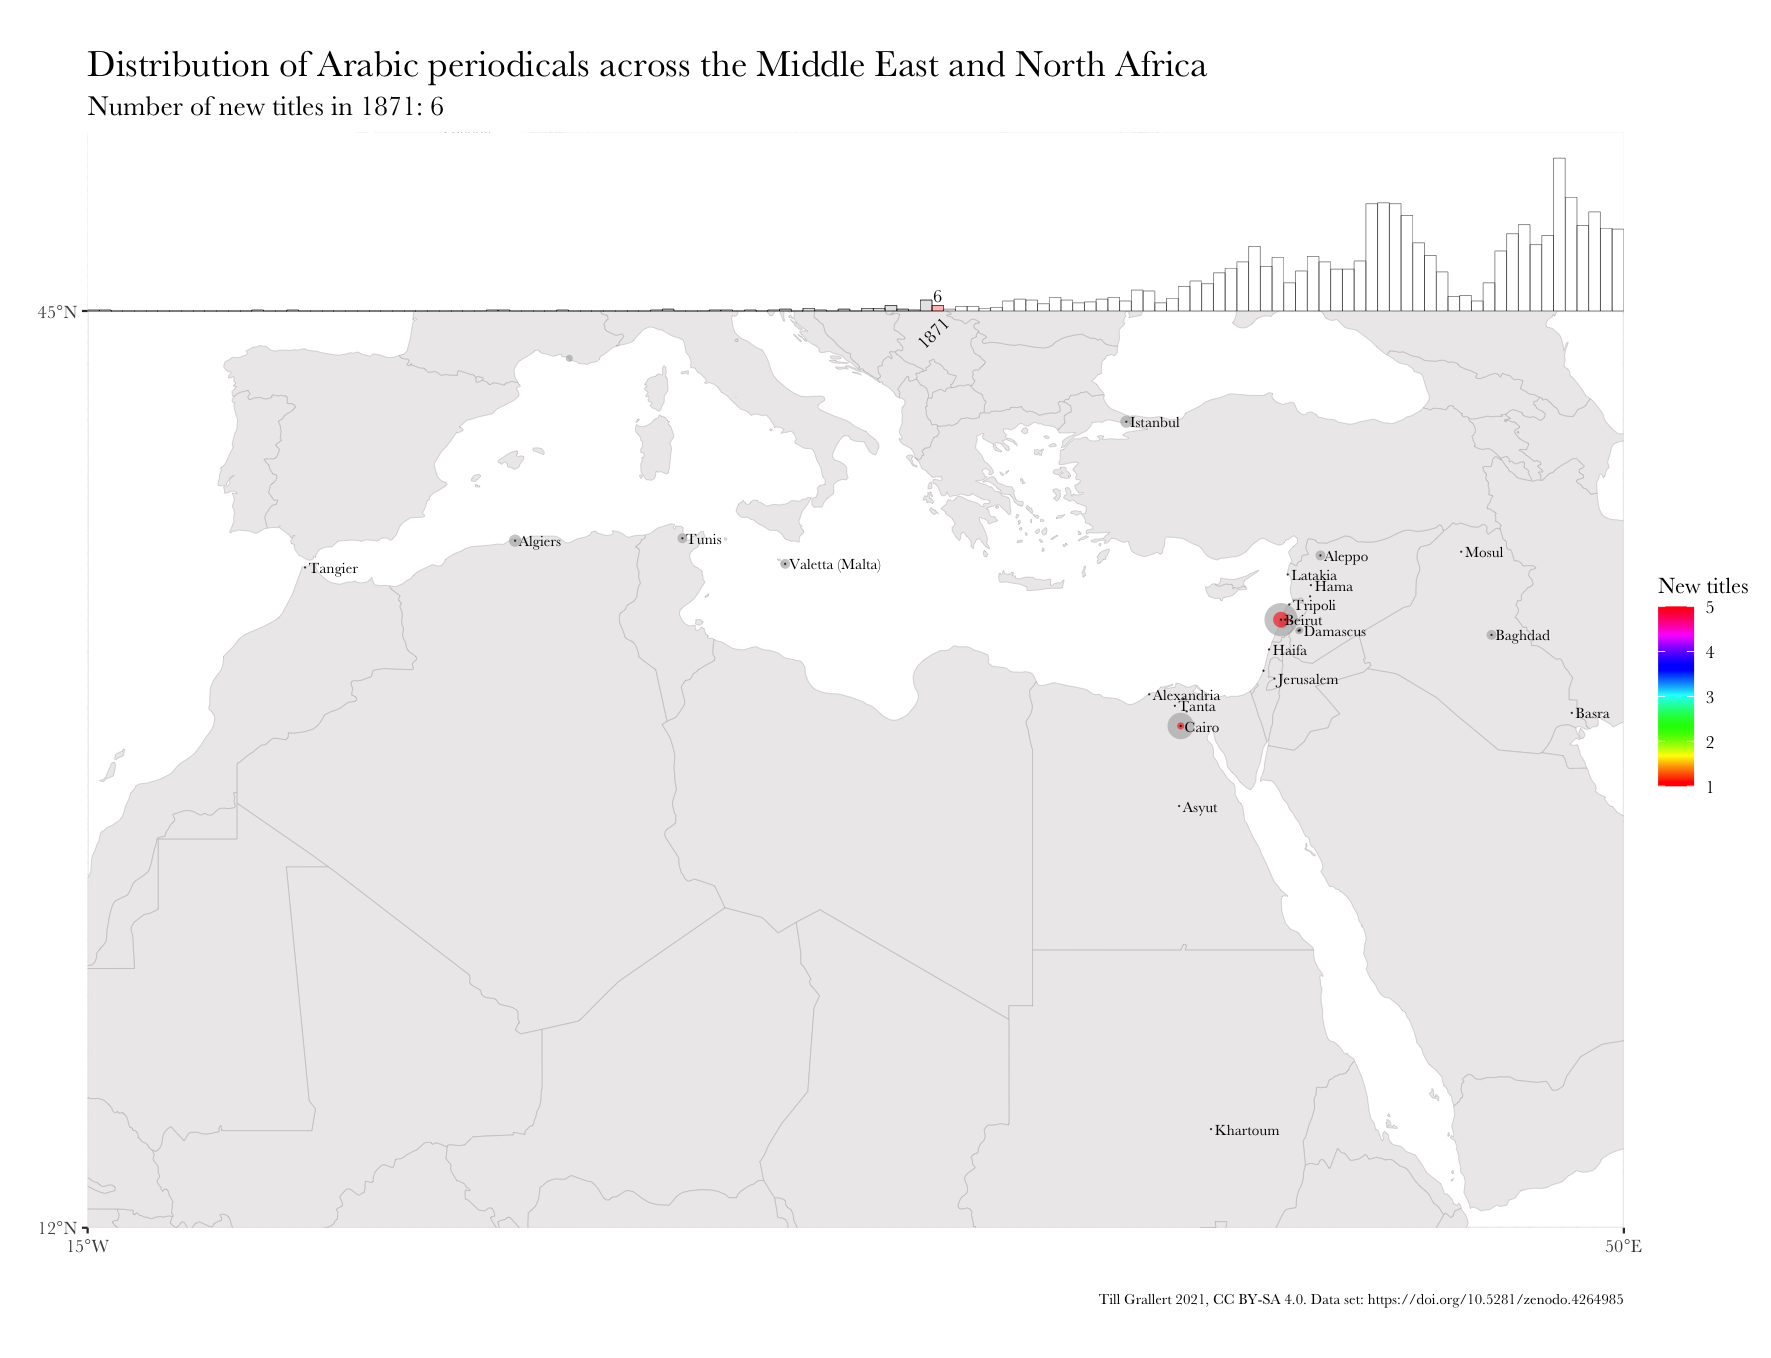 Distribution of Arabic periodicals across the Middle East and North Africa
Number of new titles in 1871: 6
6
45°N
1871
Istanbul
Algiers
Tunis
Valetta (Malta)
Tangier
Aleppo
Mosul
Latakia
Hama
Tripoli
Beirut
Damascus
Baghdad
Haifa
Jerusalem
Alexandria
Tanta
Cairo
Basra
Asyut
Khartoum
New titles
5
4
3
2
1
12°N
15°W
50°E
Till Grallert 2021, CC BY-SA 4.0. Data set: https://doi.org/10.5281/zenodo.4264985